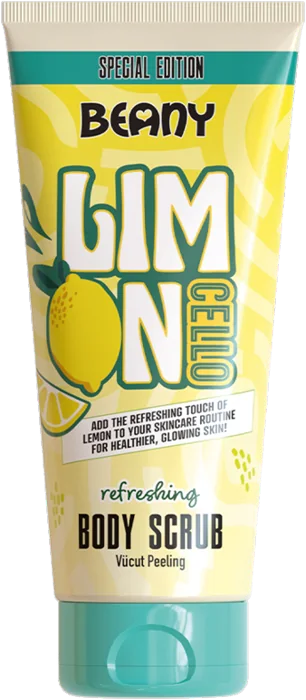 SPECIAL EDITION
BEANY
LIM
ON
CELLO
ADD THE REFRESHING TOUCH OF
LEMON TO YOUR SKINCARE ROUTINE
FOR HEALTHIER, GLOWING SKIN!
refreshing
BODY SCRUB
Vücut Peeling